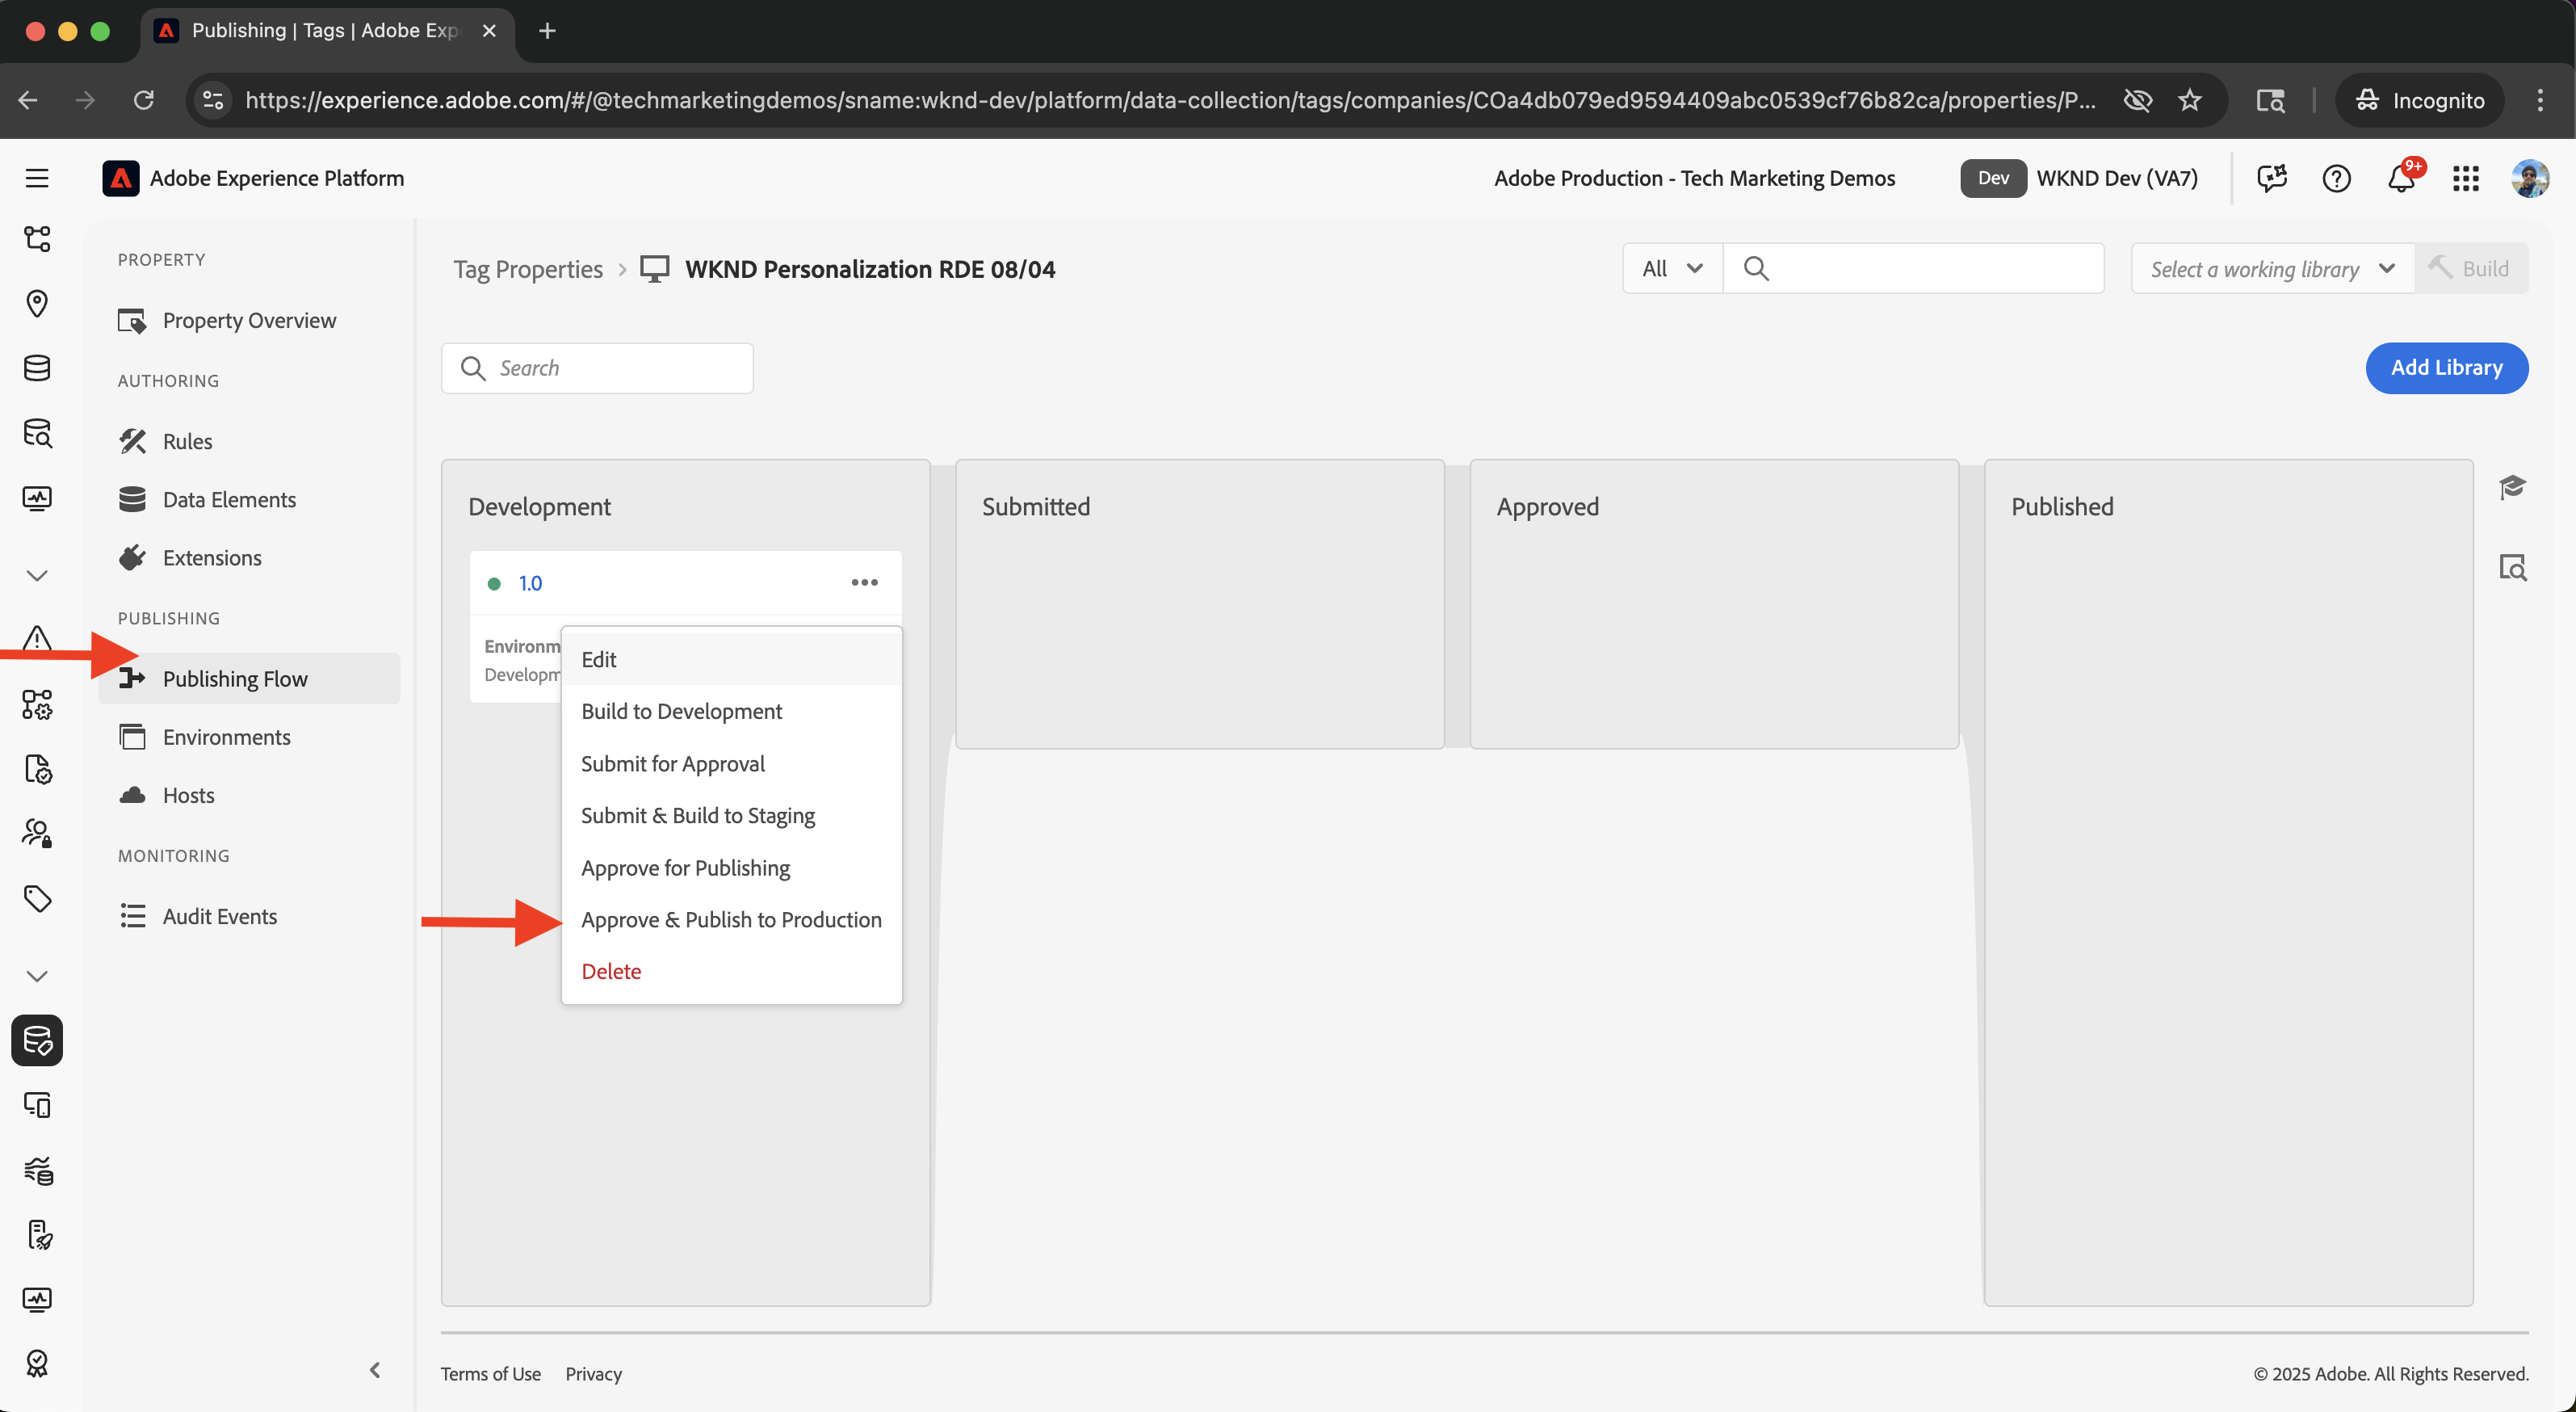 Publishing | Tags | Adobe Exp
https://experience.adobe.com/#/@techmarketingdemos/sname:wknd-dev/platform/data-collection/tags/companies/COa4db079ed9594409abc0539cf76b82ca/properties/P...
Incognito
Adobe Experience Platform
Adobe Production - Tech Marketing Demos
Dev
WKND Dev (VA7)
9+
PROPERTY
Property Overview
AUTHORING
Rules
Data Elements
Extensions
PUBLISHING
Publishing Flow
Environments
Hosts
MONITORING
Audit Events
Tag Properties
WKND Personalization RDE 08/04
All
Select a working library
Build
Search
Add Library
Development
Submitted
Approved
Published
1.0
Environm
Developm
Edit
Build to Development
Submit for Approval
Submit & Build to Staging
Approve for Publishing
Approve & Publish to Production
Delete
Terms of Use
Privacy
© 2025 Adobe. All Rights Reserved.